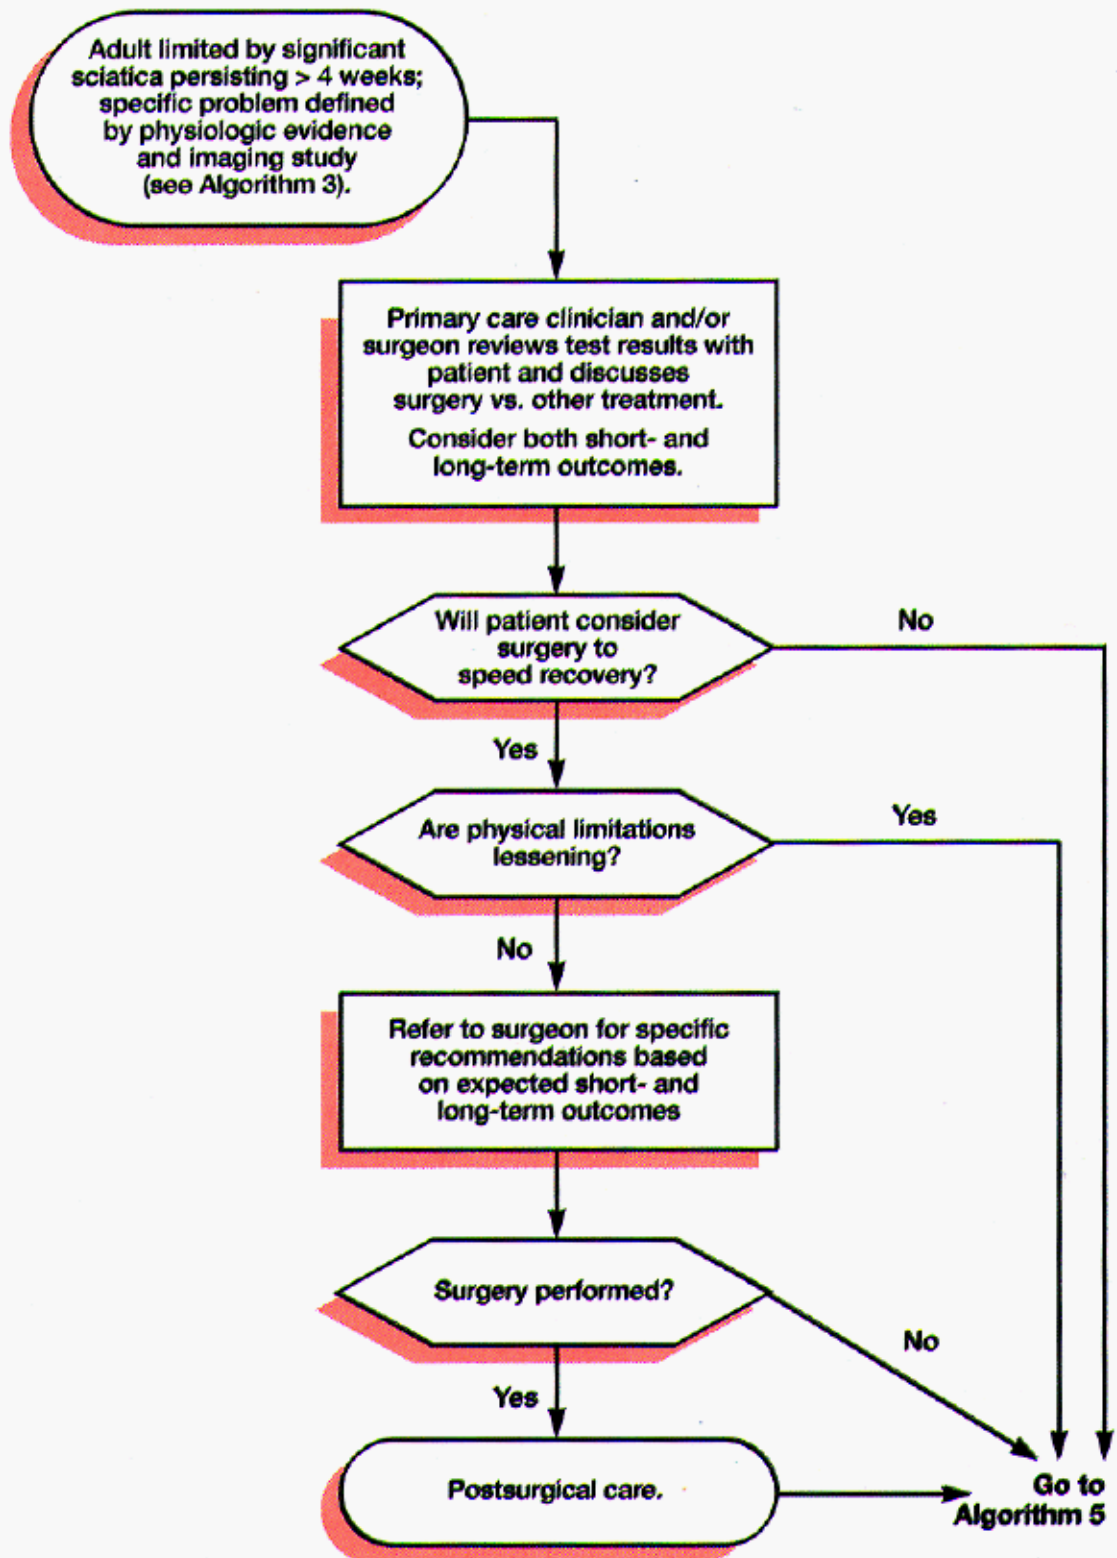 Adult limited by significant
sciatica persisting > 4 weeks;
specific problem defined
by physiologic evidence
and imaging study
(see Algorithm 3).
Primary care clinician and/or
surgeon reviews test results with
patient and discusses
surgery vs. other treatment.
Consider both short- and
long-term outcomes.
Will patient consider
surgery to
speed recovery?
No
Yes
Are physical limitations
lessening?
Yes
No
Refer to surgeon for specific
recommendations based
on expected short- and
long-term outcomes
Surgery performed?
No
Yes
Postsurgical care.
Go to
Algorithm 5